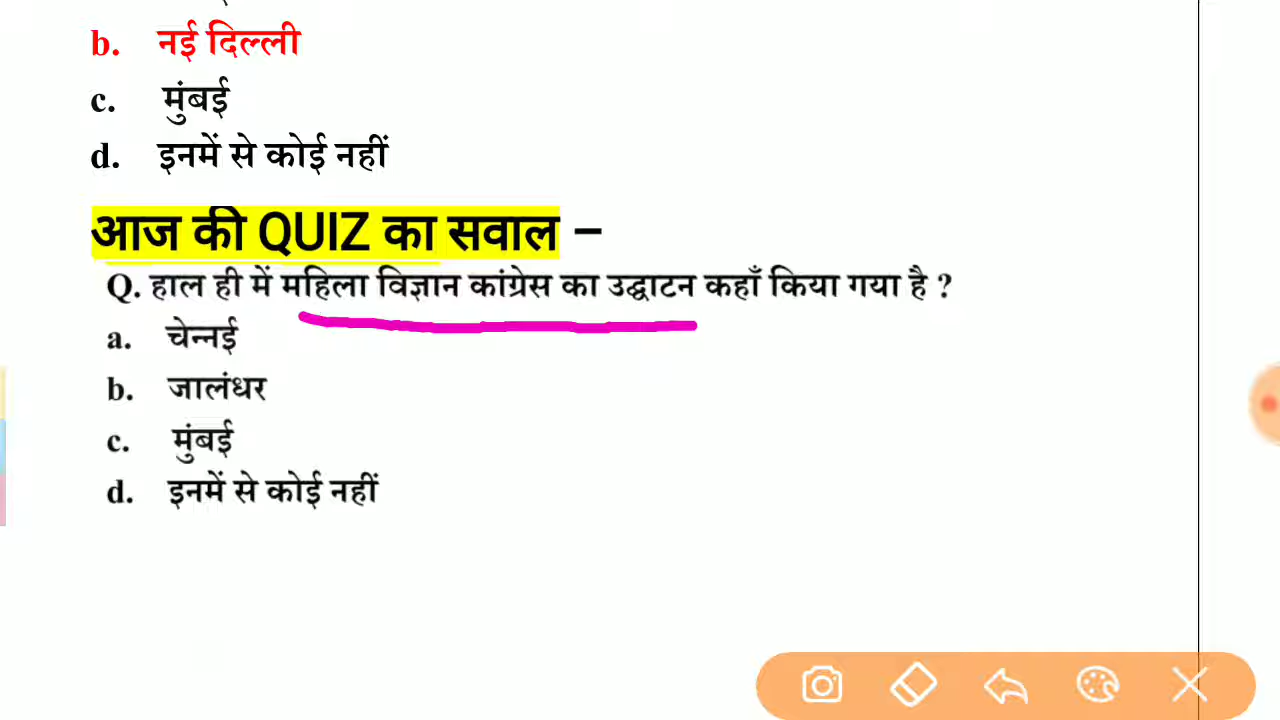 b. नई दिल्ली
c. मुंबई
d. इनमें से कोई नहीं
आज की QUIZ का सवाल –
Q. हाल ही में महिला विज्ञान कांग्रेस का उद्घाटन कहाँ किया गया है ?
a. चेन्नई
b. जालंधर
c. मुंबई
d. इनमें से कोई नहीं